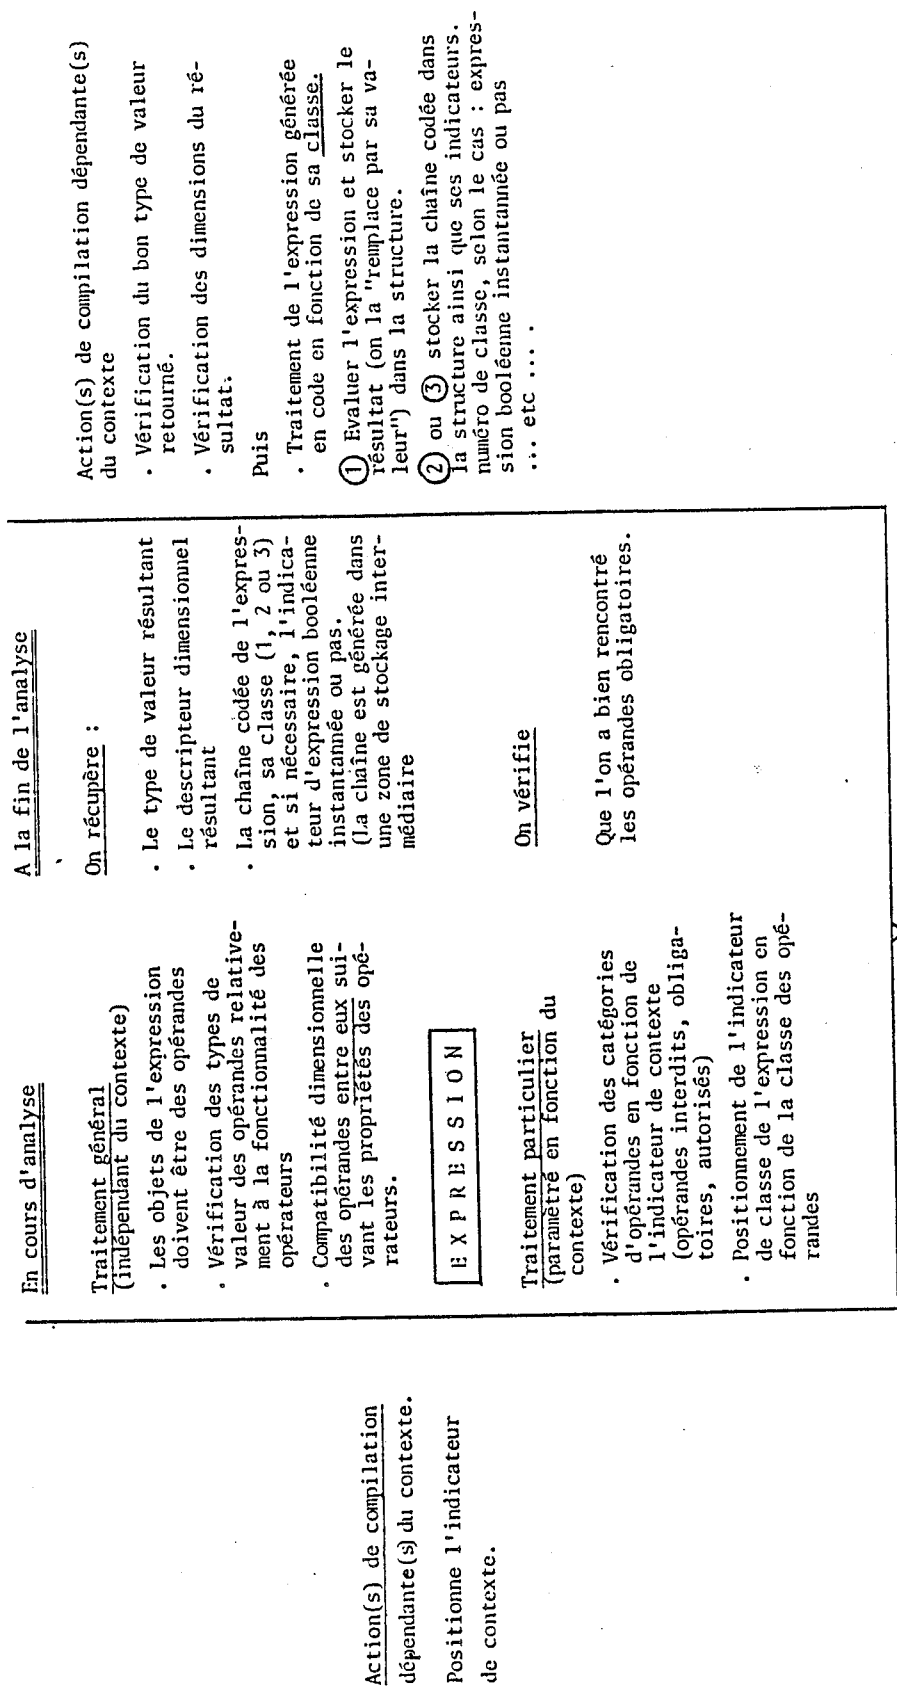 Action(s) de compilation
dépendante(s) du contexte.
Positionne l'indicateur
de contexte.
En cours d'analyse
Traitement général
(indépendant du contexte)
. Les objets de l'expression
doivent être des opérandes
. Vérification des types de
valeur des opérandes relative-
ment à la fonctionnalité des
opérateurs
. Compatibilité dimensionnelle
des opérandes entre eux sui-
vant les propriétés des opé-
rateurs.
EXPRESSION
Traitement particulier
(paramétré en fonction du
contexte)
. Vérification des catégories
d'opérandes en fonction de
l'indicateur de contexte
(opérandes interdits, obliga-
toires, autorisés)
. Positionnement de l'indicateur
de classe de l'expression en
fonction de la classe des opé-
randes
A la fin de l'analyse
On récupère :
. Le type de valeur résultant
. Le descripteur dimensionnel
résultant
. La chaîne codée de l'expres-
sion, sa classe (1, 2 ou 3)
et si nécessaire, l'indica-
teur d'expression booléenne
instantannée ou pas.
(La chaîne est générée dans
une zone de stockage inter-
médiaire
On vérifie
Que l'on a bien rencontré
les opérandes obligatoires.
Action(s) de compilation dépendante(s)
du contexte
. Vérification du bon type de valeur
retourné.
. Vérification des dimensions du ré-
sultat.
Puis
. Traitement de l'expression générée
en code en fonction de sa classe.
① Evaluer l'expression et stocker le
résultat (on la "remplace par sa va-
leur") dans la structure.
② ou ③ stocker la chaîne codée dans
la structure ainsi que ses indicateurs.
numéro de classe, selon le cas : expres-
sion booléenne instantannée ou pas
... etc ....